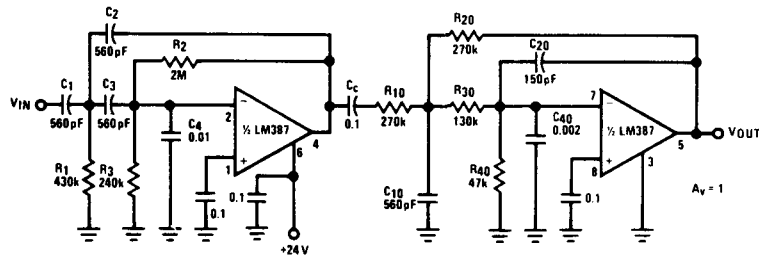 C2
560pF
R2
2M
VIN
C1
560pF
C3
560pF
R1
430k
R3
240k
C4
0.01
2
−
½ LM387
+
1
6
4
0.1
0.1
+24V
Cc
0.1
R10
270k
R20
270k
C20
150pF
R30
130k
C10
560pF
R40
47k
C40
0.002
7
−
½ LM387
+
8
3
5
0.1
VOUT
AV = 1